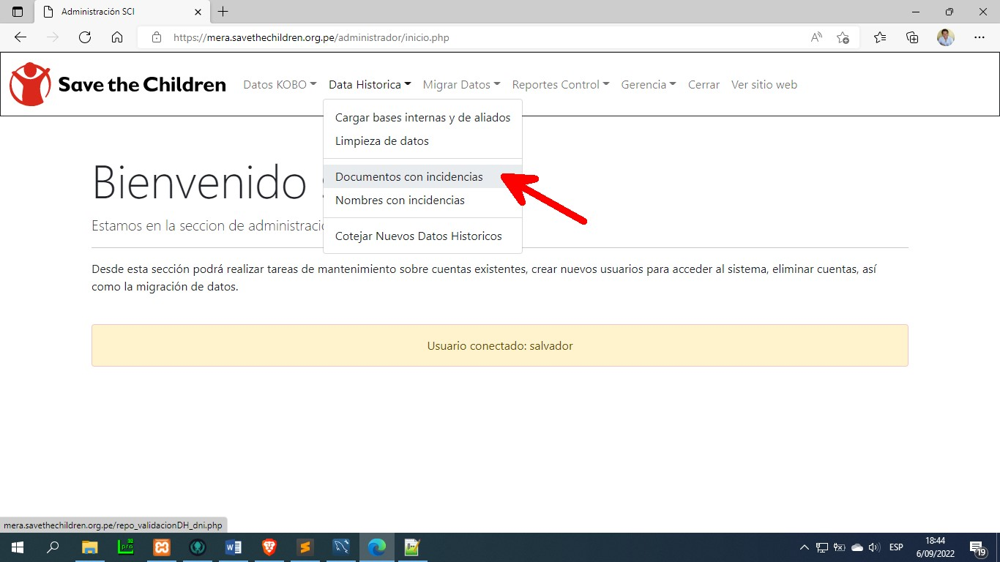 Administración SCI
https://mera.savethechildren.org.pe/administrador/inicio.php
Save the Children
Datos KOBO
Data Historica
Migrar Datos
Reportes Control
Gerencia
Cerrar
Ver sitio web
Cargar bases internas y de aliados
Limpieza de datos
Documentos con incidencias
Nombres con incidencias
Cotejar Nuevos Datos Historicos
Bienvenido
Estamos en la seccion de administraci
Desde esta sección podrá realizar tareas de mantenimiento sobre cuentas existentes, crear nuevos usuarios para acceder al sistema, eliminar cuentas, así
como la migración de datos.
Usuario conectado: salvador
mera.savethechildren.org.pe/repo_validacionDH_dni.php
ESP
18:44
6/09/2022
19